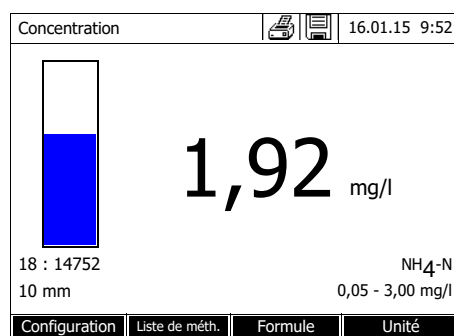 Concentration 16.01.15 9:52
1,92 mg/l
18 : 14752 NH4-N
10 mm 0,05 - 3,00 mg/l
Configuration Liste de méth. Formule Unité